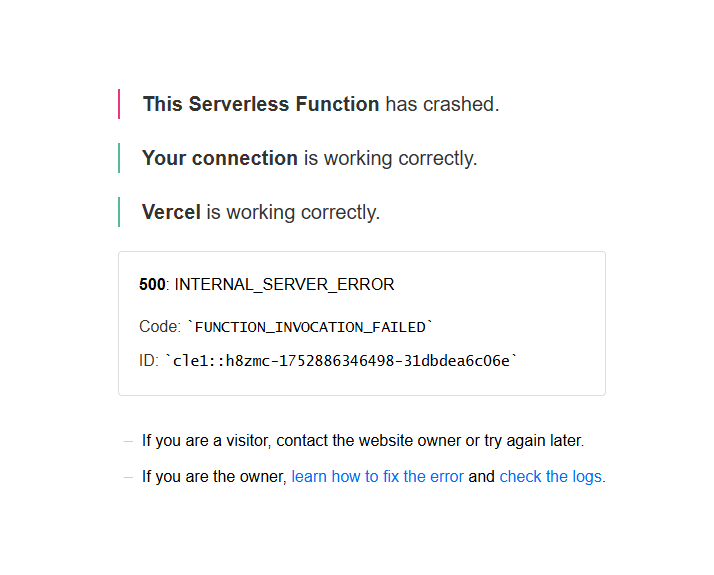 This Serverless Function has crashed.
Your connection is working correctly.
Vercel is working correctly.
500: INTERNAL_SERVER_ERROR
Code: `FUNCTION_INVOCATION_FAILED`
ID: `cle1::h8zmc-1752886346498-31dbdea6c06e`
– If you are a visitor, contact the website owner or try again later.
– If you are the owner, learn how to fix the error and check the logs.